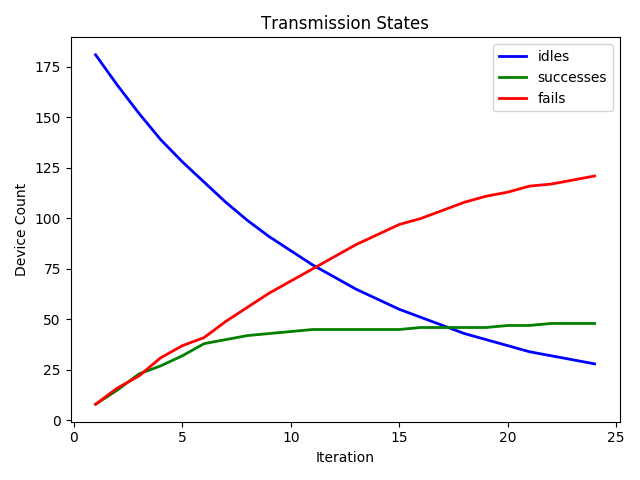 Transmission States
idles
successes
fails
Device Count
175
150
125
100
75
50
25
0
0 5 10 15 20 25
Iteration